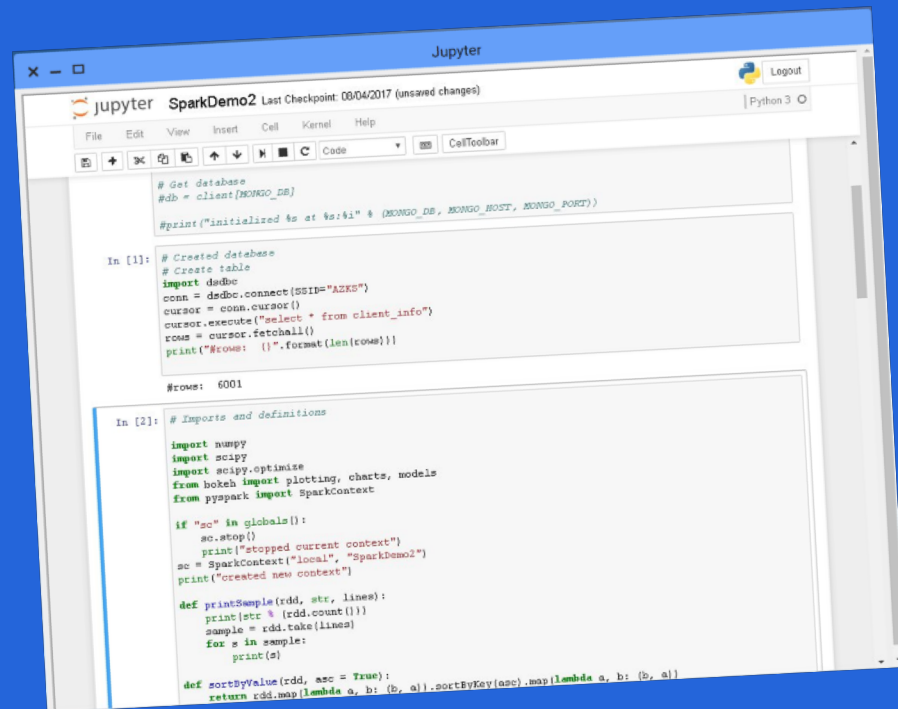 Jupyter
jupyter SparkDemo2 Last Checkpoint: 08/04/2017 (unsaved changes)
Logout
File Edit View Insert Cell Kernel Help
Python 3
Code
CellToolbar
# Get database
#db = client[MONGO_DB]
#print("initialized %s at %s:%i" % (MONGO_DB, MONGO_HOST, MONGO_PORT))
In [1]:
# Created database
# Create table
import dsdbc
conn = dsdbc.connect(SSID="AZKS")
cursor = conn.cursor()
cursor.execute("select * from client_info")
rows = cursor.fetchall()
print("#rows: {}".format(len(rows)))
#rows: 6001
In [2]:
# Imports and definitions
import numpy
import scipy
import scipy.optimize
from bokeh import plotting, charts, models
from pyspark import SparkContext
if "sc" in globals():
sc.stop()
print("stopped current context")
sc = SparkContext("local", "SparkDemo2")
print("created new context")
def printSample(rdd, str, lines):
print(str % (rdd.count()))
sample = rdd.take(lines)
for s in sample:
print(s)
def sortByValue(rdd, asc = True):
return rdd.map(lambda a, b: (b, a)).sortByKey(asc).map(lambda a, b: (b, a))